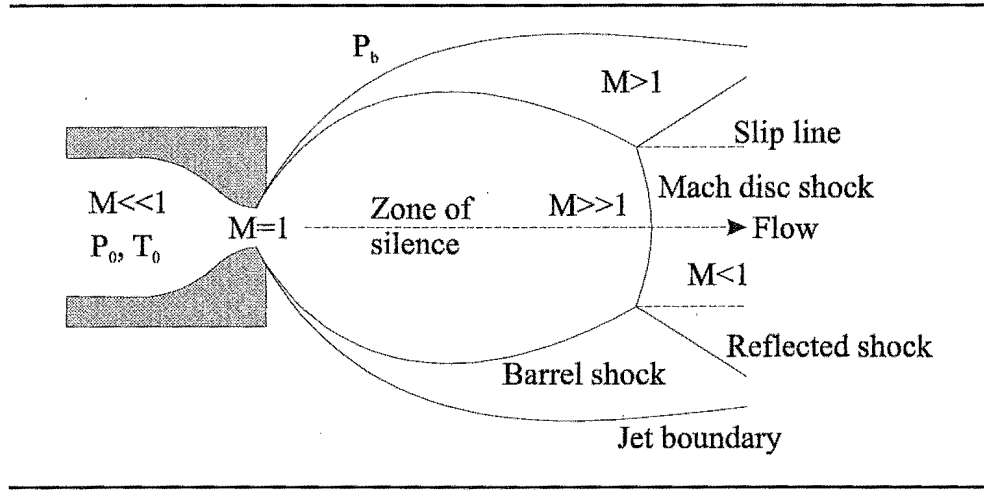 P_b
M>1
Slip line
M<<1
P_0, T_0
M=1
Zone of
silence
M>>1
Mach disc shock
Flow
M<1
Reflected shock
Barrel shock
Jet boundary